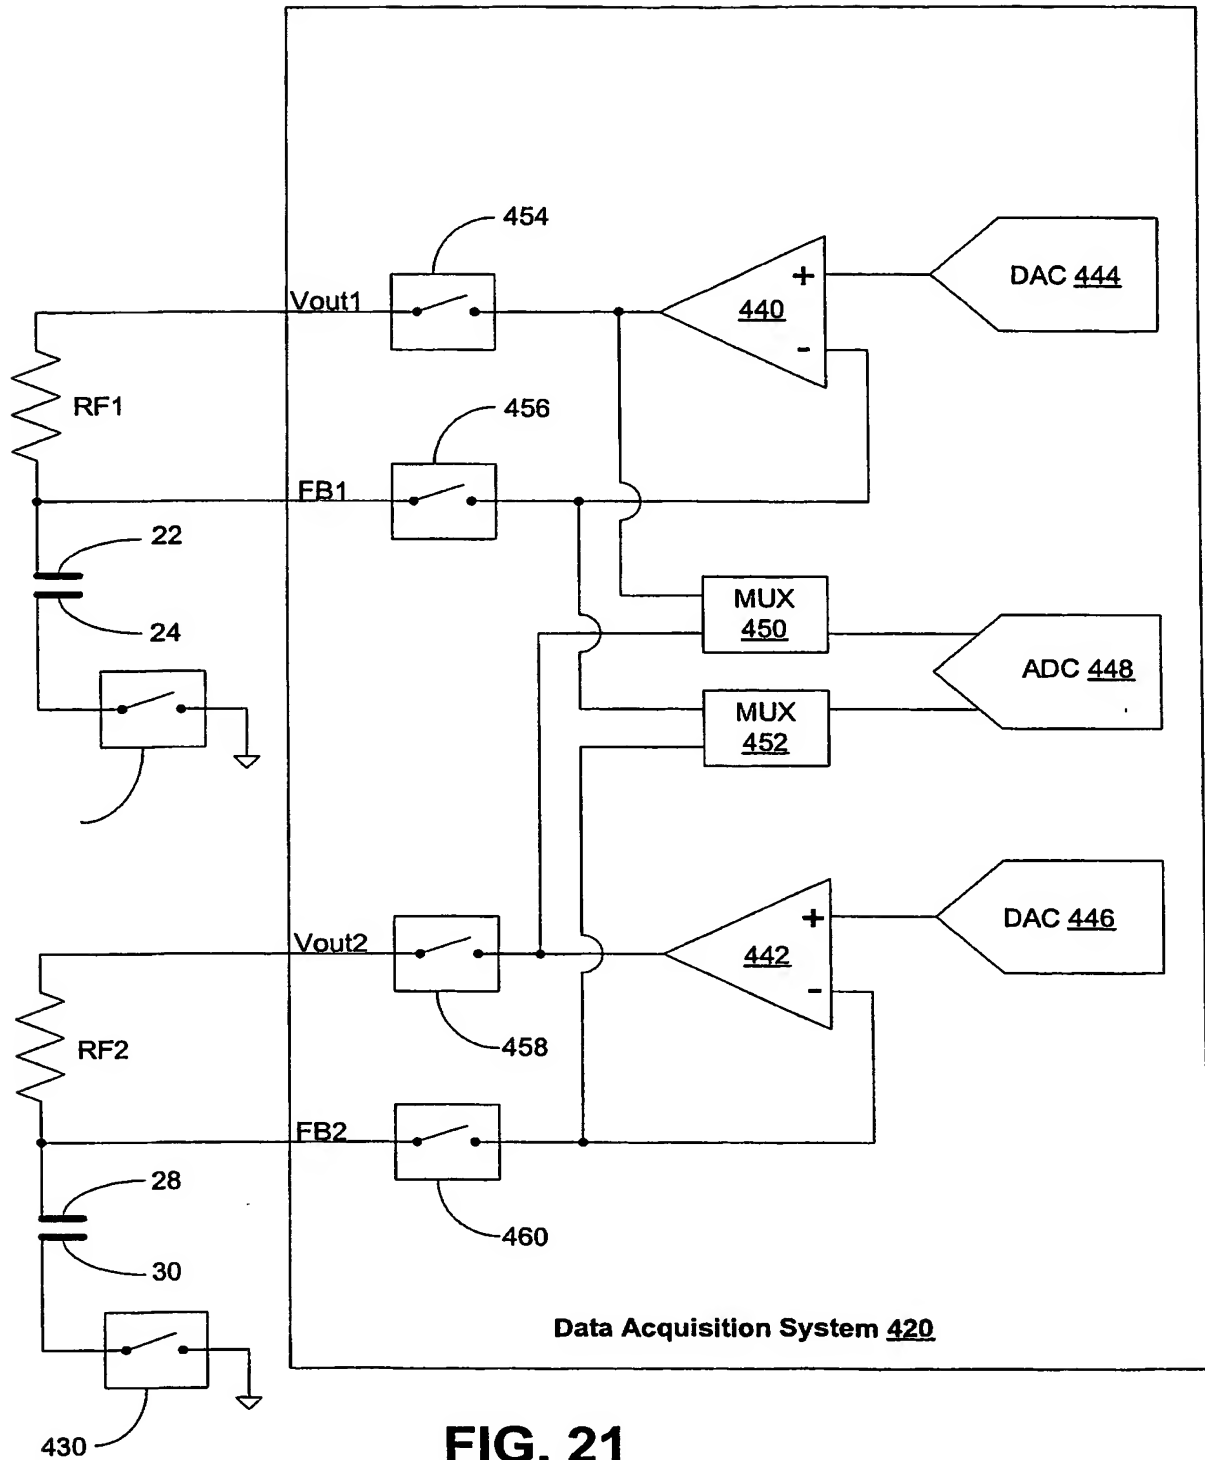 454
Vout1
+
440
-
DAC 444
RF1
456
FB1
22
24
MUX
450
ADC 448
MUX
452
Vout2
+
442
-
DAC 446
458
RF2
FB2
28
460
30
Data Acquisition System 420
430
FIG. 21